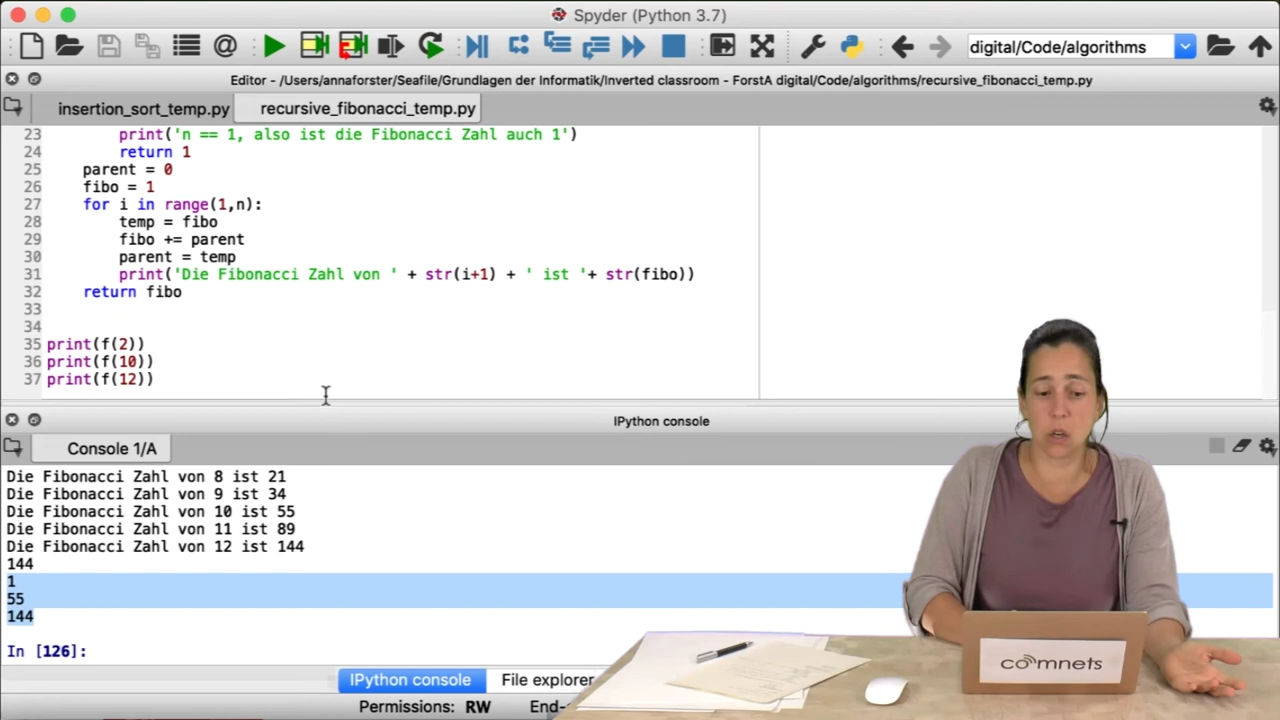 Spyder (Python 3.7)
digital/Code/algorithms
Editor - /Users/annaforster/Seafile/Grundlagen der Informatik/Inverted classroom - ForstA digital/Code/algorithms/recursive_fibonacci_temp.py
insertion_sort_temp.py
recursive_fibonacci_temp.py
23 print('n == 1, also ist die Fibonacci Zahl auch 1')
24 return 1
25 parent = 0
26 fibo = 1
27 for i in range(1,n):
28 temp = fibo
29 fibo += parent
30 parent = temp
31 print('Die Fibonacci Zahl von ' + str(i+1) + ' ist '+ str(fibo))
32 return fibo
33
34
35 print(f(2))
36 print(f(10))
37 print(f(12))
IPython console
Console 1/A
Die Fibonacci Zahl von 8 ist 21
Die Fibonacci Zahl von 9 ist 34
Die Fibonacci Zahl von 10 ist 55
Die Fibonacci Zahl von 11 ist 89
Die Fibonacci Zahl von 12 ist 144
144
1
55
144
In [126]:
comnets
IPython console
File explorer
Permissions: RW
End-